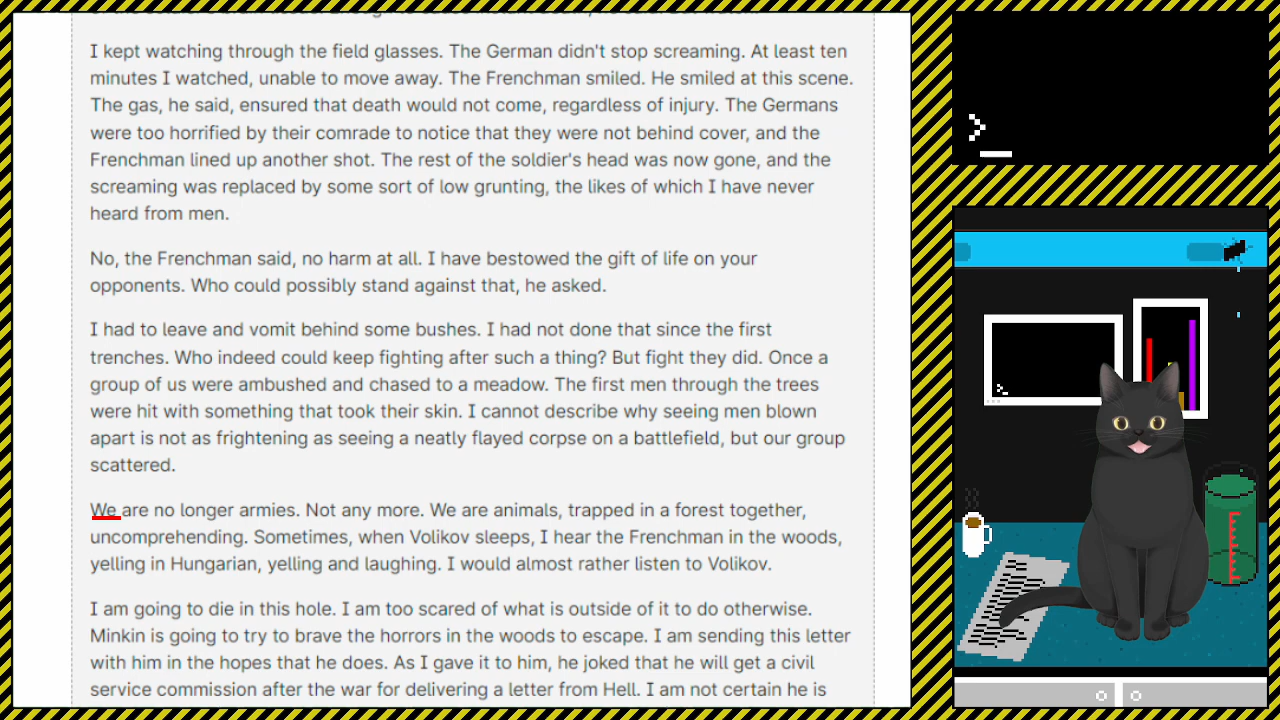 I kept watching through the field glasses. The German didn't stop screaming. At least ten
minutes I watched, unable to move away. The Frenchman smiled. He smiled at this scene.
The gas, he said, ensured that death would not come, regardless of injury. The Germans
were too horrified by their comrade to notice that they were not behind cover, and the
Frenchman lined up another shot. The rest of the soldier's head was now gone, and the
screaming was replaced by some sort of low grunting, the likes of which I have never
heard from men.
No, the Frenchman said, no harm at all. I have bestowed the gift of life on your
opponents. Who could possibly stand against that, he asked.
I had to leave and vomit behind some bushes. I had not done that since the first
trenches. Who indeed could keep fighting after such a thing? But fight they did. Once a
group of us were ambushed and chased to a meadow. The first men through the trees
were hit with something that took their skin. I cannot describe why seeing men blown
apart is not as frightening as seeing a neatly flayed corpse on a battlefield, but our group
scattered.
We are no longer armies. Not any more. We are animals, trapped in a forest together,
uncomprehending. Sometimes, when Volikov sleeps, I hear the Frenchman in the woods,
yelling in Hungarian, yelling and laughing. I would almost rather listen to Volikov.
I am going to die in this hole. I am too scared of what is outside of it to do otherwise.
Minkin is going to try to brave the horrors in the woods to escape. I am sending this letter
with him in the hopes that he does. As I gave it to him, he joked that he will get a civil
service commission after the war for delivering a letter from Hell. I am not certain he is